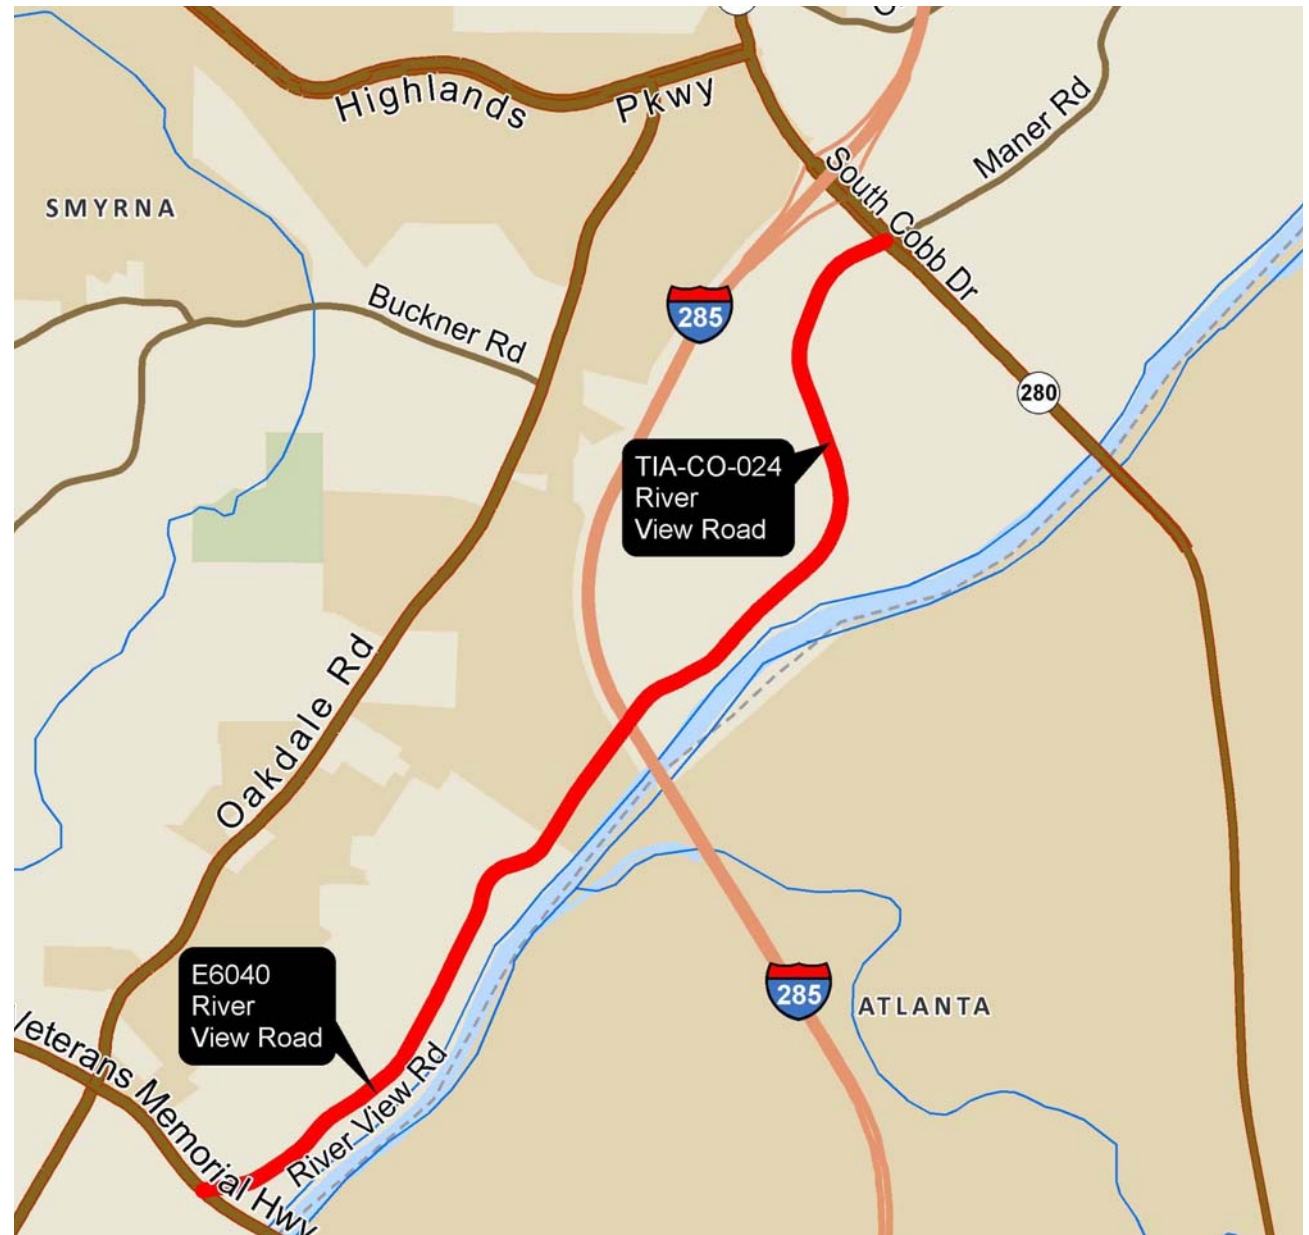 Highlands Pkwy
Maner Rd
South Cobb Dr
SMYRNA
Buckner Rd
285
280
TIA-CO-024
River
View Road
Oakdale Rd
E6040
River
View Road
285
ATLANTA
Veterans Memorial Hwy
River View Rd